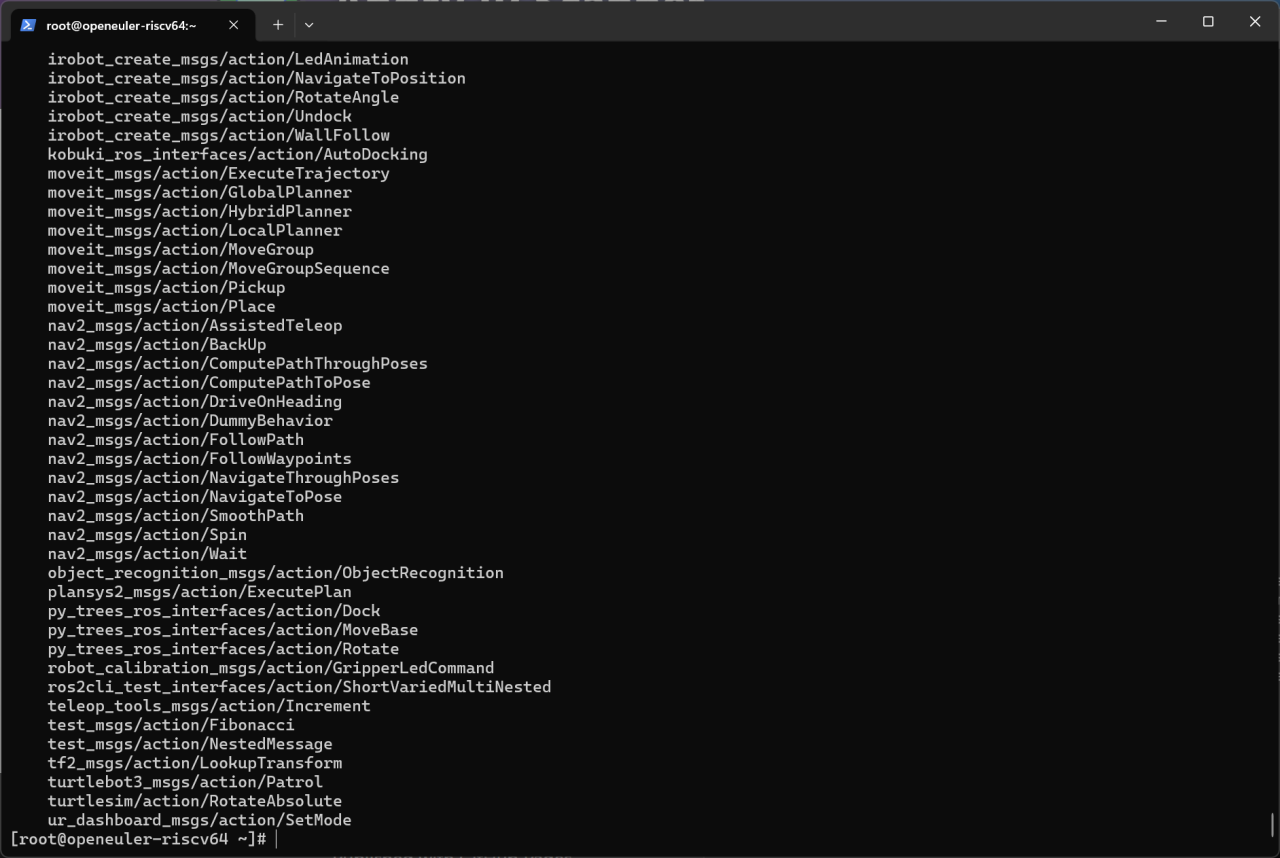 root@openeuler-riscv64:~
irobot_create_msgs/action/LedAnimation
irobot_create_msgs/action/NavigateToPosition
irobot_create_msgs/action/RotateAngle
irobot_create_msgs/action/Undock
irobot_create_msgs/action/WallFollow
kobuki_ros_interfaces/action/AutoDocking
moveit_msgs/action/ExecuteTrajectory
moveit_msgs/action/GlobalPlanner
moveit_msgs/action/HybridPlanner
moveit_msgs/action/LocalPlanner
moveit_msgs/action/MoveGroup
moveit_msgs/action/MoveGroupSequence
moveit_msgs/action/Pickup
moveit_msgs/action/Place
nav2_msgs/action/AssistedTeleop
nav2_msgs/action/BackUp
nav2_msgs/action/ComputePathThroughPoses
nav2_msgs/action/ComputePathToPose
nav2_msgs/action/DriveOnHeading
nav2_msgs/action/DummyBehavior
nav2_msgs/action/FollowPath
nav2_msgs/action/FollowWaypoints
nav2_msgs/action/NavigateThroughPoses
nav2_msgs/action/NavigateToPose
nav2_msgs/action/SmoothPath
nav2_msgs/action/Spin
nav2_msgs/action/Wait
object_recognition_msgs/action/ObjectRecognition
plansys2_msgs/action/ExecutePlan
py_trees_ros_interfaces/action/Dock
py_trees_ros_interfaces/action/MoveBase
py_trees_ros_interfaces/action/Rotate
robot_calibration_msgs/action/GripperLedCommand
ros2cli_test_interfaces/action/ShortVariedMultiNested
teleop_tools_msgs/action/Increment
test_msgs/action/Fibonacci
test_msgs/action/NestedMessage
tf2_msgs/action/LookupTransform
turtlebot3_msgs/action/Patrol
turtlesim/action/RotateAbsolute
ur_dashboard_msgs/action/SetMode
[root@openeuler-riscv64 ~]#